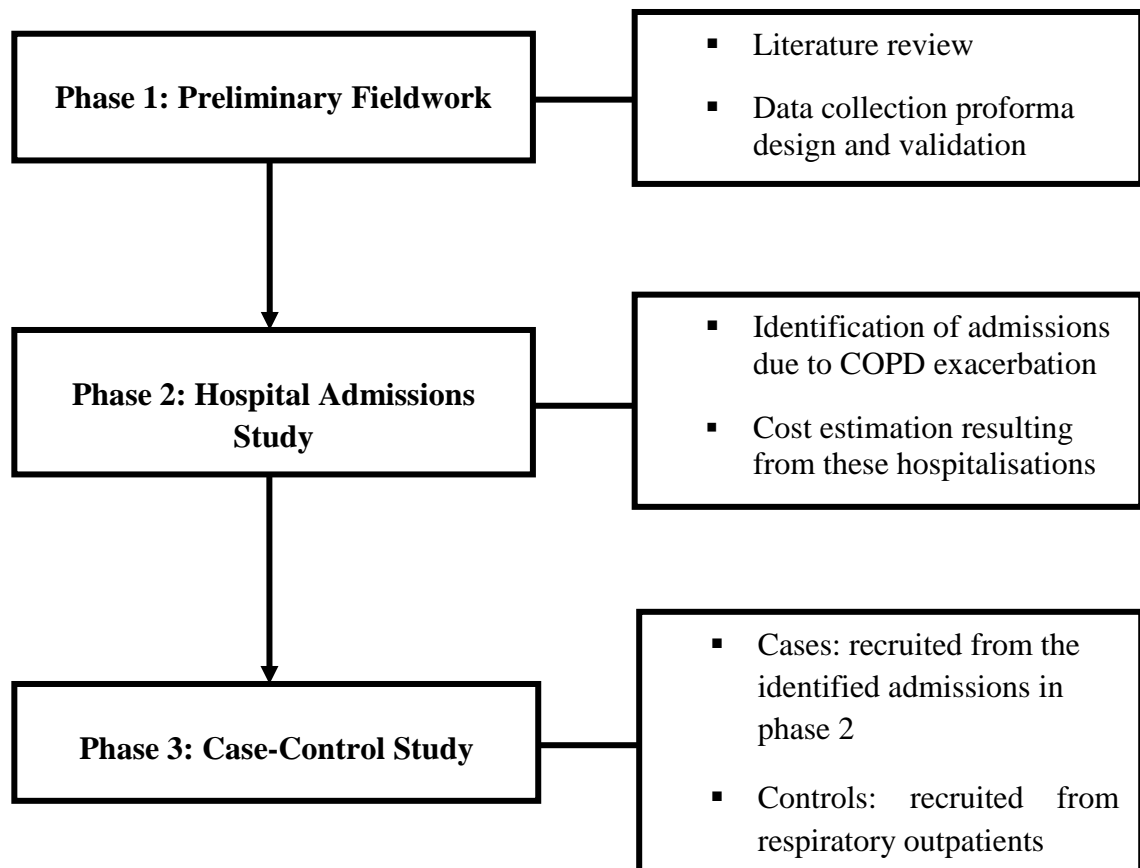 Phase 1: Preliminary Fieldwork
▪ Literature review
▪ Data collection proforma
design and validation
Phase 2: Hospital Admissions
Study
▪ Identification of admissions
due to COPD exacerbation
▪ Cost estimation resulting
from these hospitalisations
Phase 3: Case-Control Study
▪ Cases: recruited from the
identified admissions in
phase 2
▪ Controls: recruited from
respiratory outpatients